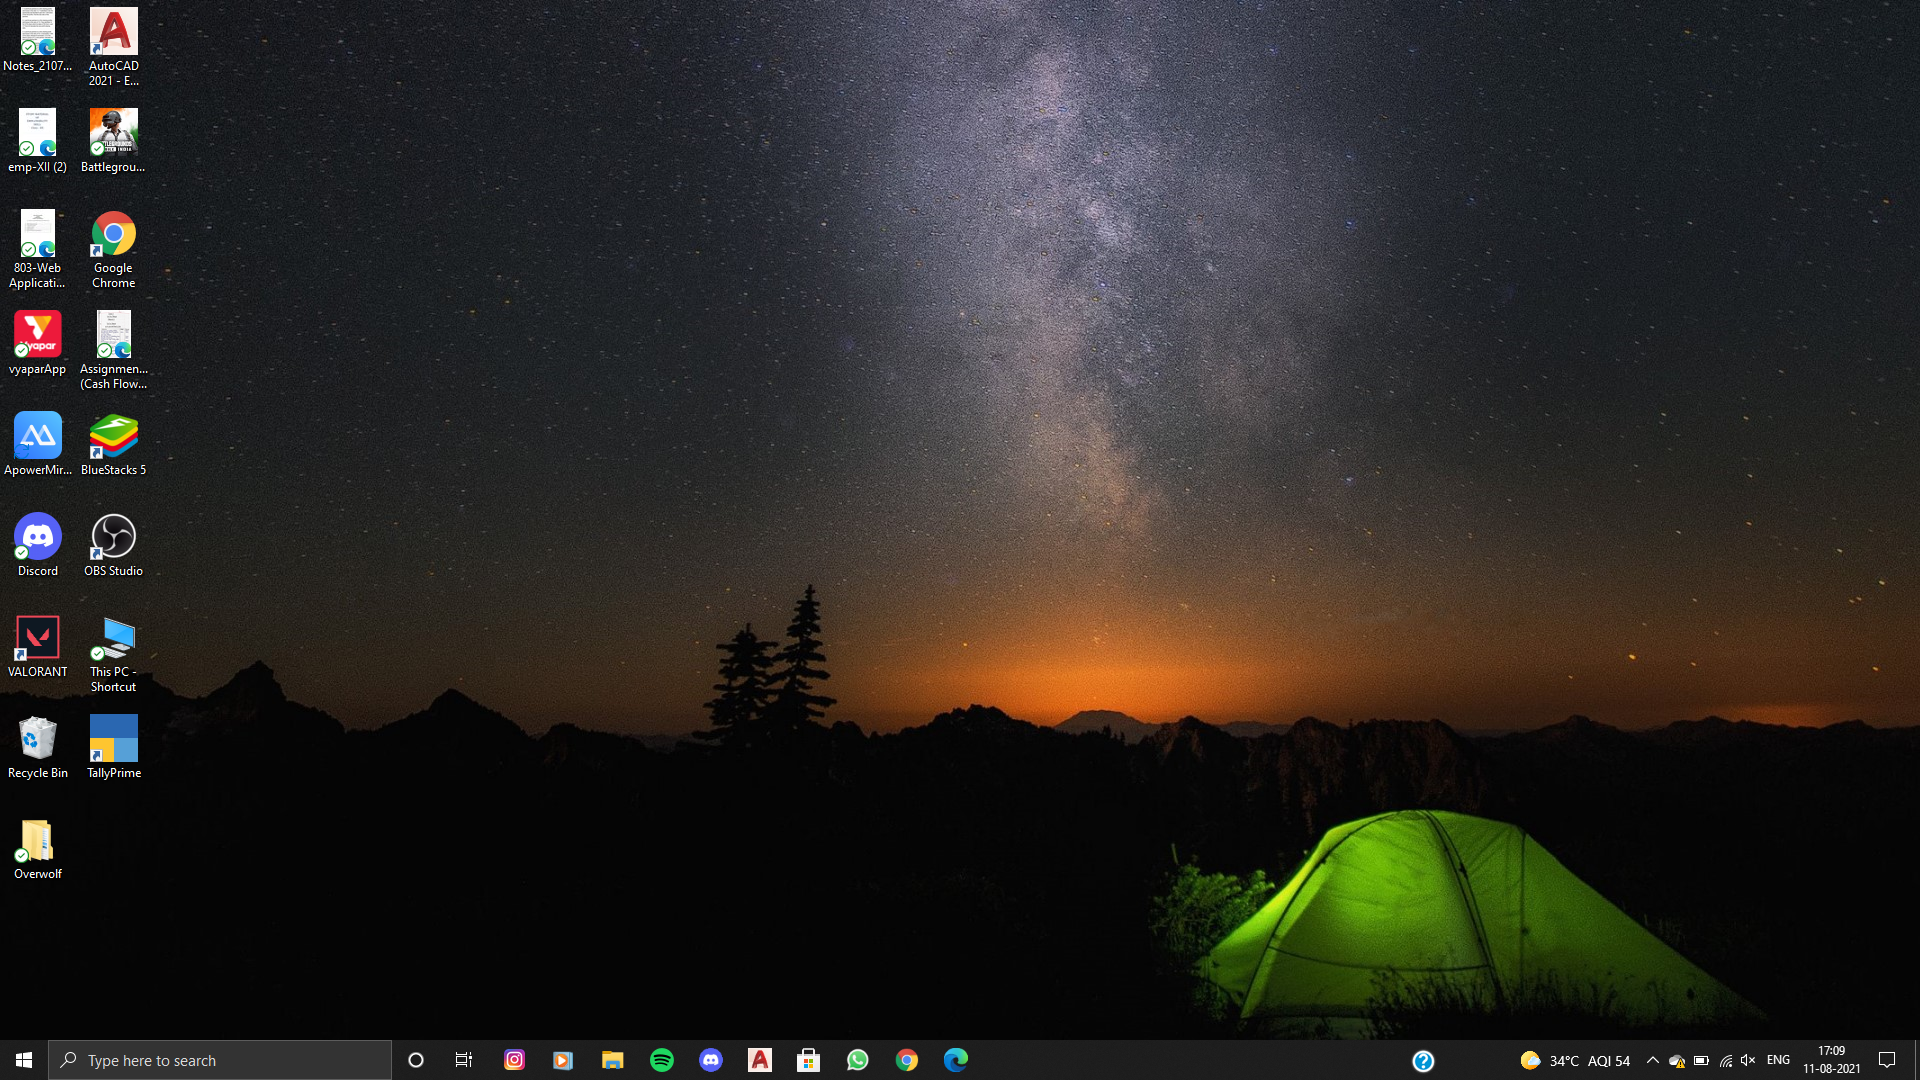 Notes_2107...
AutoCAD
2021 - E...
emp-XII (2)
Battlegrou...
803-Web
Applicati...
Google
Chrome
vyapar
vyaparApp
Assignmen...
(Cash Flow...
ApowerMir...
BlueStacks 5
Discord
OBS Studio
VALORANT
This PC -
Shortcut
Recycle Bin
TallyPrime
Overwolf
Type here to search
34°C AQI 54
ENG
17:09
11-08-2021